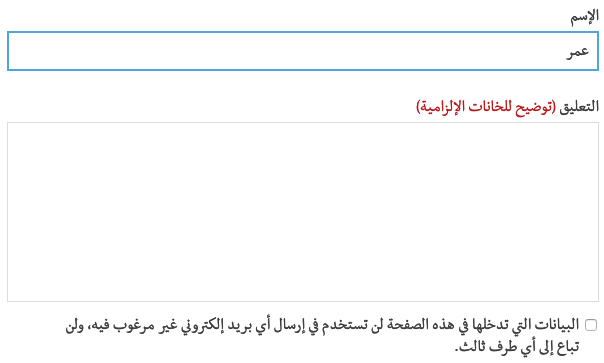 الإسم
عمر
التعليق (توضيح للخانات الإلزامية)
البيانات التي تدخلها في هذه الصفحة لن تستخدم في إرسال أي بريد إلكتروني غير مرغوب فيه، ولن
تباع إلى أي طرف ثالث.